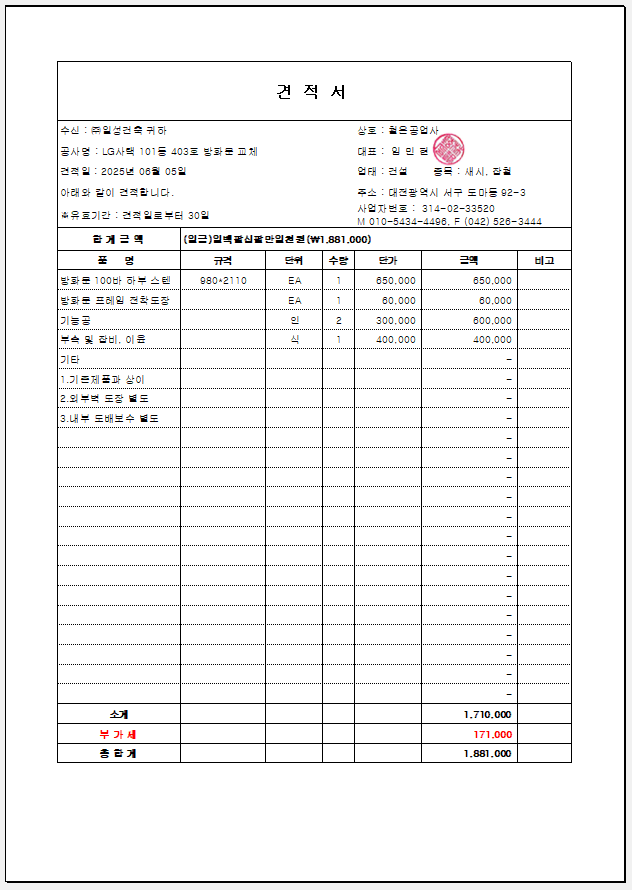 견 적 서
수신 : ㈜일성건축 귀하
상호 : 철은공업사
공사명 : LG사택 101동 403호 방화문 교체
대표 : 임 민 현
견적일 : 2025년 06월 05일
업태 : 건설 종목 : 새시, 잡철
아래와 같이 견적합니다.
주소 : 대전광역시 서구 도마동 92-3
※유효기간 : 견적일로부터 30일
사업자번호 : 314-02-33520
M 010-5434-4496, F (042) 526-3444
합 계 금 액 (일금)일백팔십팔만일천원(₩1,881,000)
품 명 규격 단위 수량 단가 금액 비고
방화문 100바 하부 스텐 980*2110 EA 1 650,000 650,000
방화문 프레임 전착도장 EA 1 60,000 60,000
기능공 인 2 300,000 600,000
부속 및 잡비, 이윤 식 1 400,000 400,000
기타 -
1.기존제품과 상이 -
2.외부벽 도장 별도 -
3.내부 도배보수 별도 -
-
-
-
-
-
-
-
-
-
-
-
-
-
-
소계 1,710,000
부 가 세 171,000
총 합 계 1,881,000